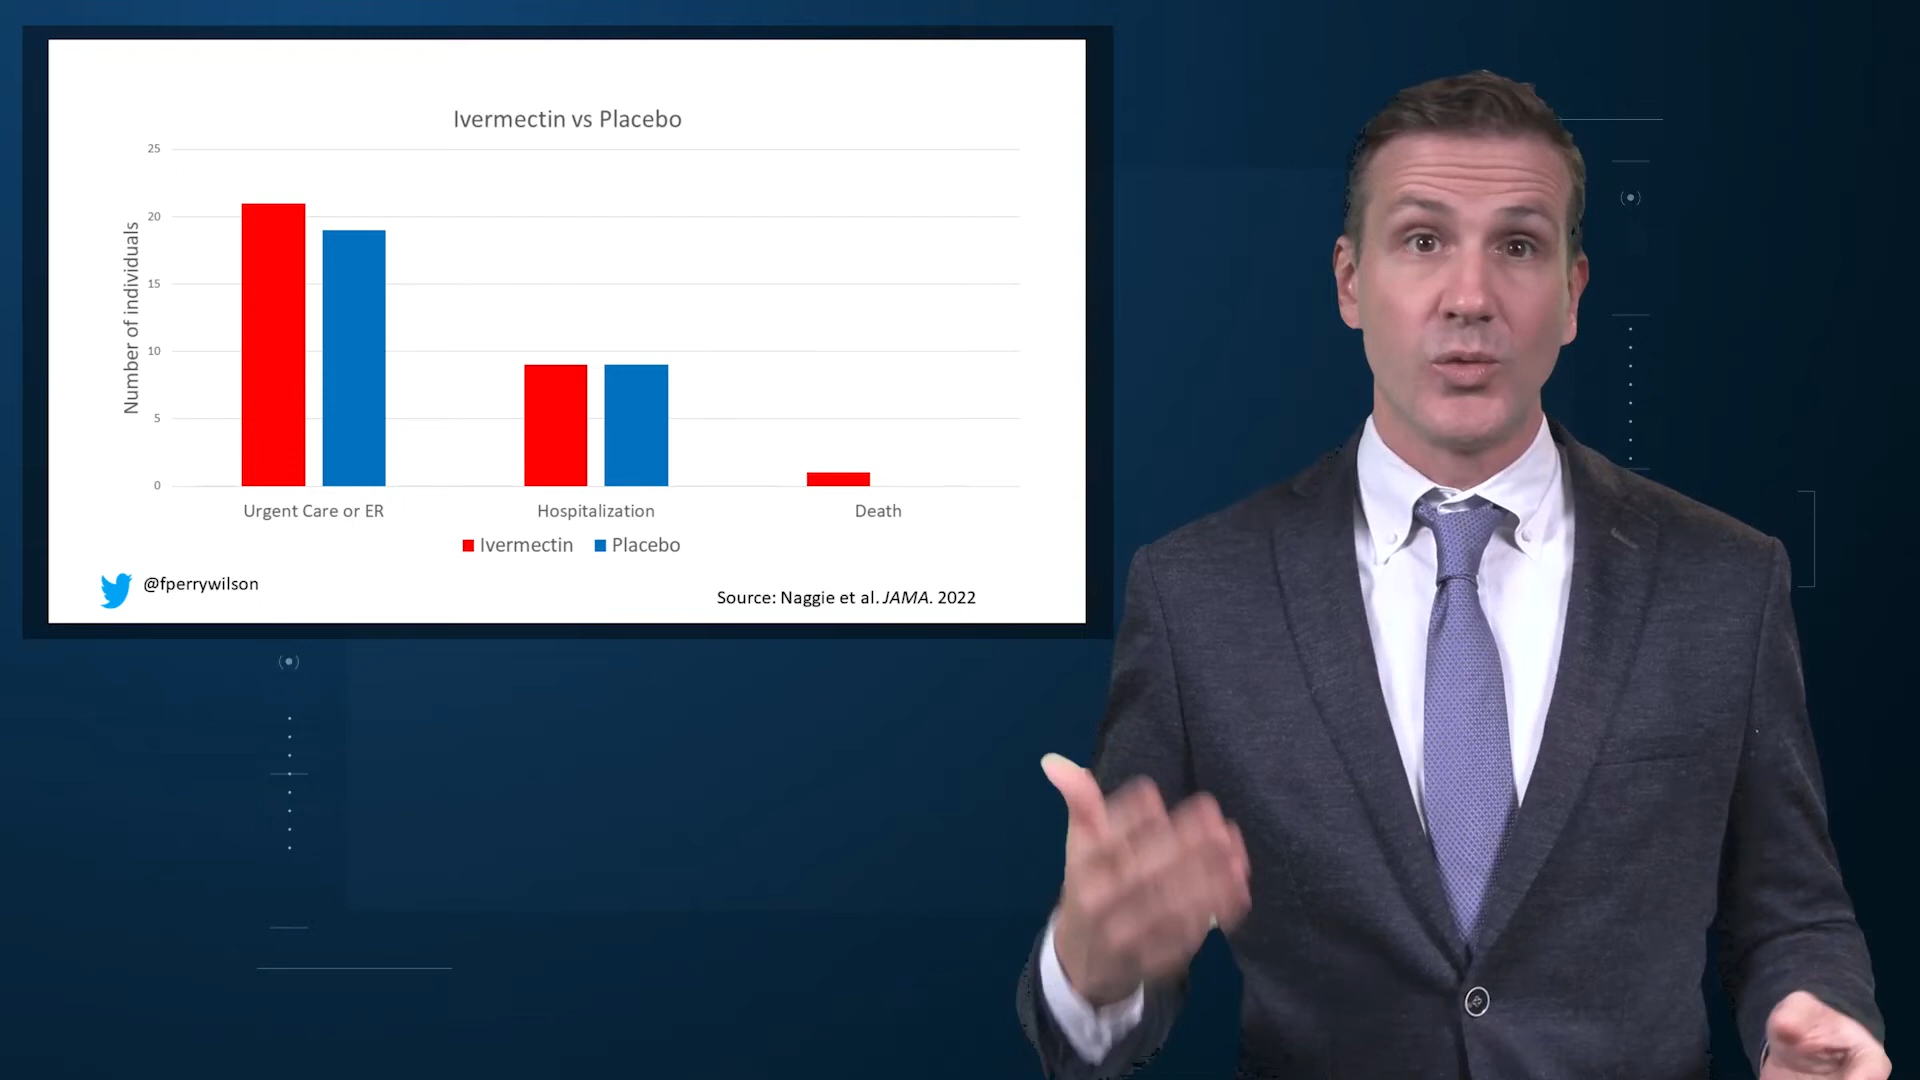 Ivermectin vs Placebo
Number of individuals
25
20
15
10
5
0
Urgent Care or ER
Hospitalization
Death
Ivermectin
Placebo
@fperrywilson
Source: Naggie et al. JAMA. 2022